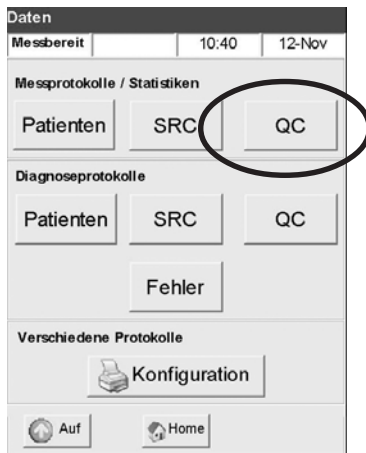 Daten
Messbereit 10:40 12-Nov
Messprotokolle / Statistiken
Patienten SRC QC
Diagnoseprotokolle
Patienten SRC QC
Fehler
Verschiedene Protokolle
Konfiguration
Auf Home